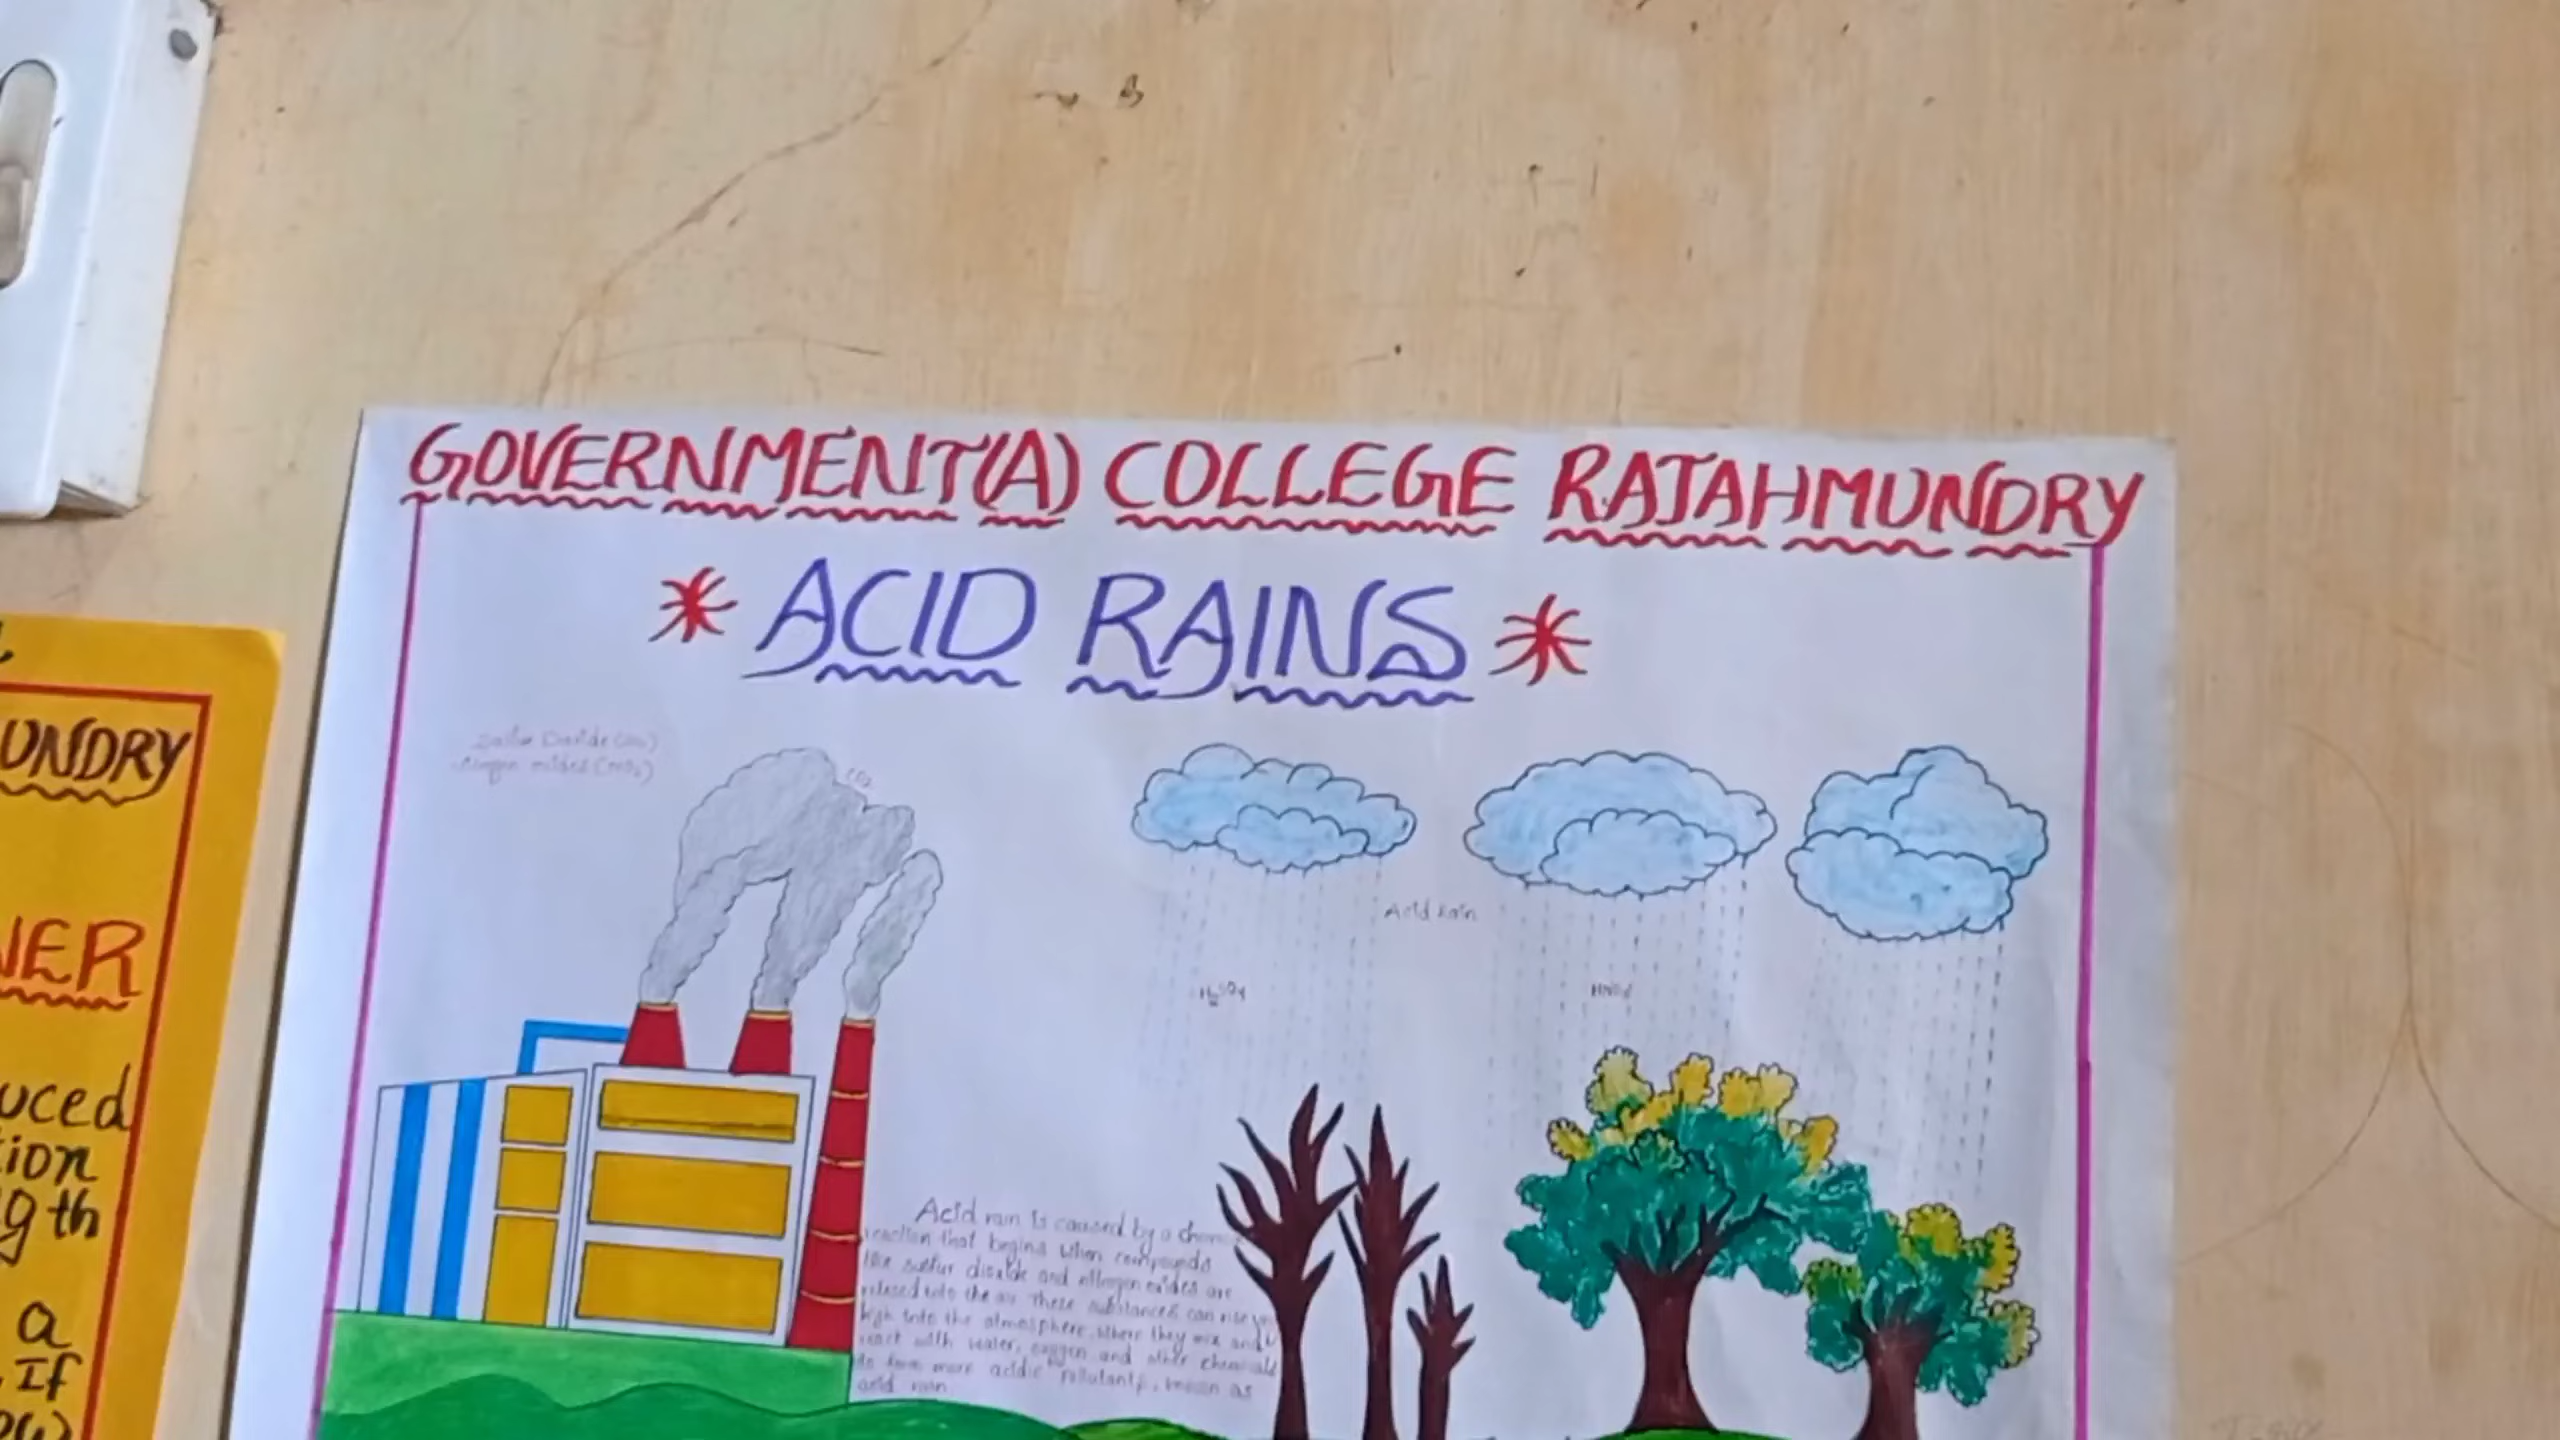 GOVERNMENT(A) COLLEGE RAJAHMUNDRY
ACID RAINS
CO2
Acid Rain
H2SO4
Acid rain is caused by a
reaction that begins when compounds
like sulfur dioxide and nitrogen oxides are
released into the air. These substances can rise
high into the atmosphere, where they mix and
react with water, oxygen and other chemicals
to form more acidic pollutants, known as
acid rain
UNDRY
NER
uced
tion
gth
a
If